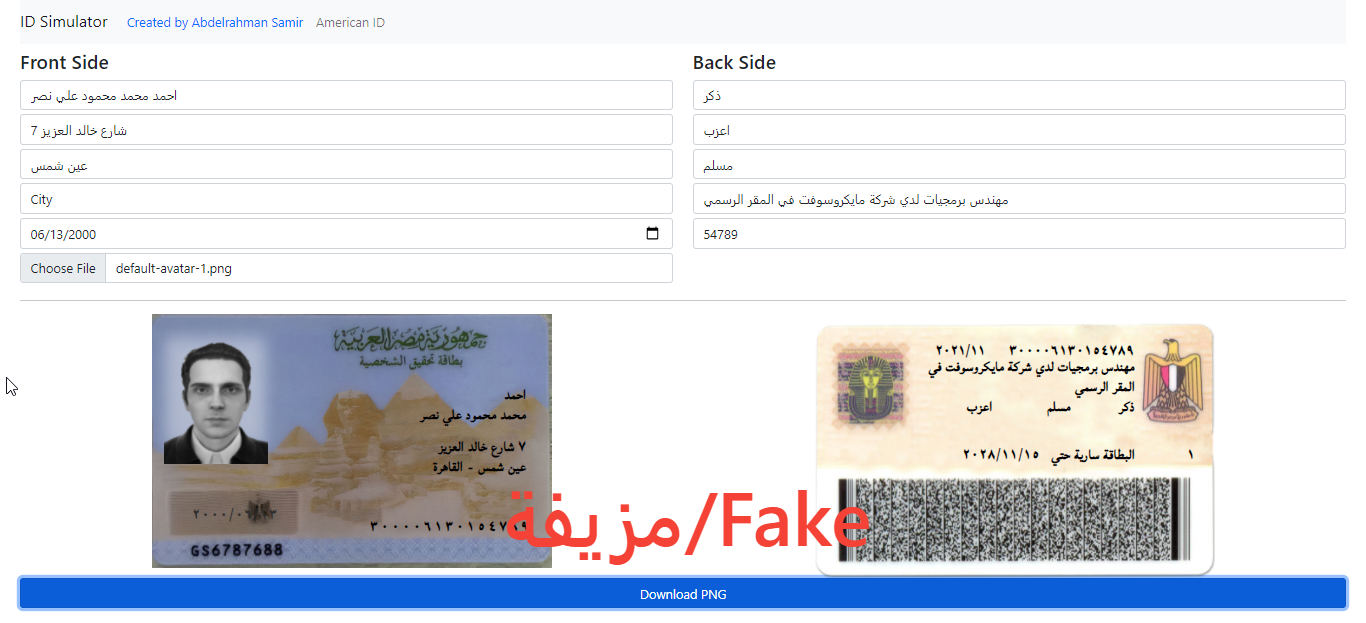 ID Simulator Created by Abdelrahman Samir American ID
Front Side
احمد محمد محمود علي نصر
7 شارع خالد العزيز
عين شمس
City
06/13/2000
Choose File default-avatar-1.png
Back Side
ذكر
اعزب
مسلم
مهندس برمجيات لدي شركة مايكروسوفت في المقر الرسمي
54789
جمهورية مصر العربية
بطاقة تحقيق الشخصية
احمد
محمد محمود علي نصر
٧ شارع خالد العزيز
عين شمس - القاهرة
٣٠٠٠٠٦١٣٠١٥٤٧٨٩
GS6787688
٣٠٠٠٠٦١٣٠١٥٤٧٨٩ ٢٠٢١/١١
مهندس برمجيات لدي شركة مايكروسوفت في
المقر الرسمي
ذكر مسلم اعزب
١ البطاقة سارية حتي ٢٠٢٨/١١/١٥
مزيفة/Fake
Download PNG